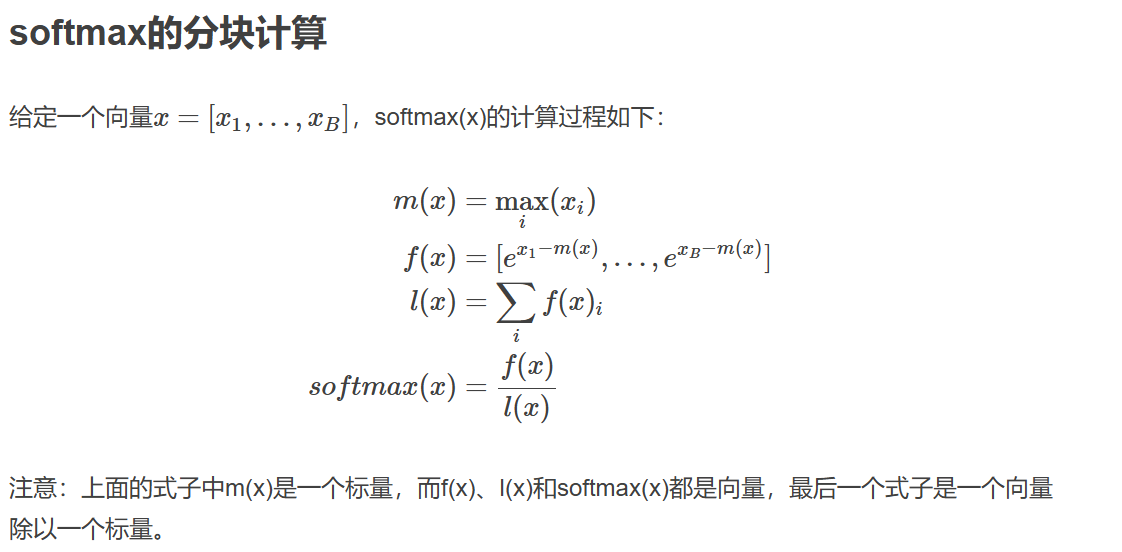 softmax的分块计算
给定一个向量x = [x₁, . . . , x_B]，softmax(x)的计算过程如下：
m(x) = max_i(x_i)
f(x) = [e^{x₁−m(x)}, . . . , e^{x_B−m(x)}]
l(x) = ∑_i f(x)_i
softmax(x) = f(x) / l(x)
注意：上面的式子中m(x)是一个标量，而f(x)、l(x)和softmax(x)都是向量，最后一个式子是一个向量
除以一个标量。